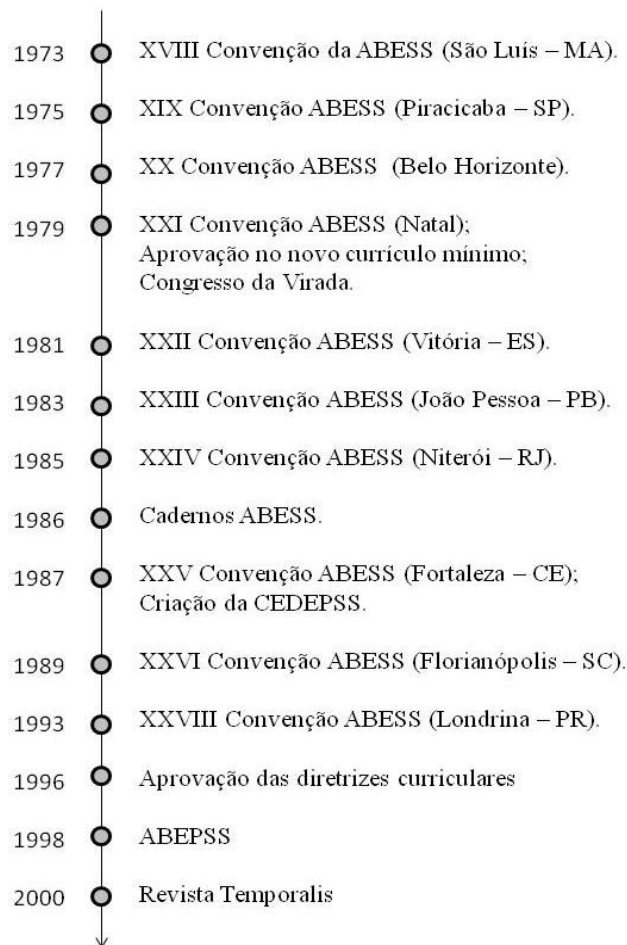 1973 XVIII Convenção da ABESS (São Luís – MA).
1975 XIX Convenção ABESS (Piracicaba – SP).
1977 XX Convenção ABESS (Belo Horizonte).
1979 XXI Convenção ABESS (Natal);
Aprovação no novo currículo mínimo;
Congresso da Virada.
1981 XXII Convenção ABESS (Vitória – ES).
1983 XXIII Convenção ABESS (João Pessoa – PB).
1985 XXIV Convenção ABESS (Niterói – RJ).
1986 Cadernos ABESS.
1987 XXV Convenção ABESS (Fortaleza – CE);
Criação da CEDEPSS.
1989 XXVI Convenção ABESS (Florianópolis – SC).
1993 XXVIII Convenção ABESS (Londrina – PR).
1996 Aprovação das diretrizes curriculares
1998 ABEPSS
2000 Revista Temporalis